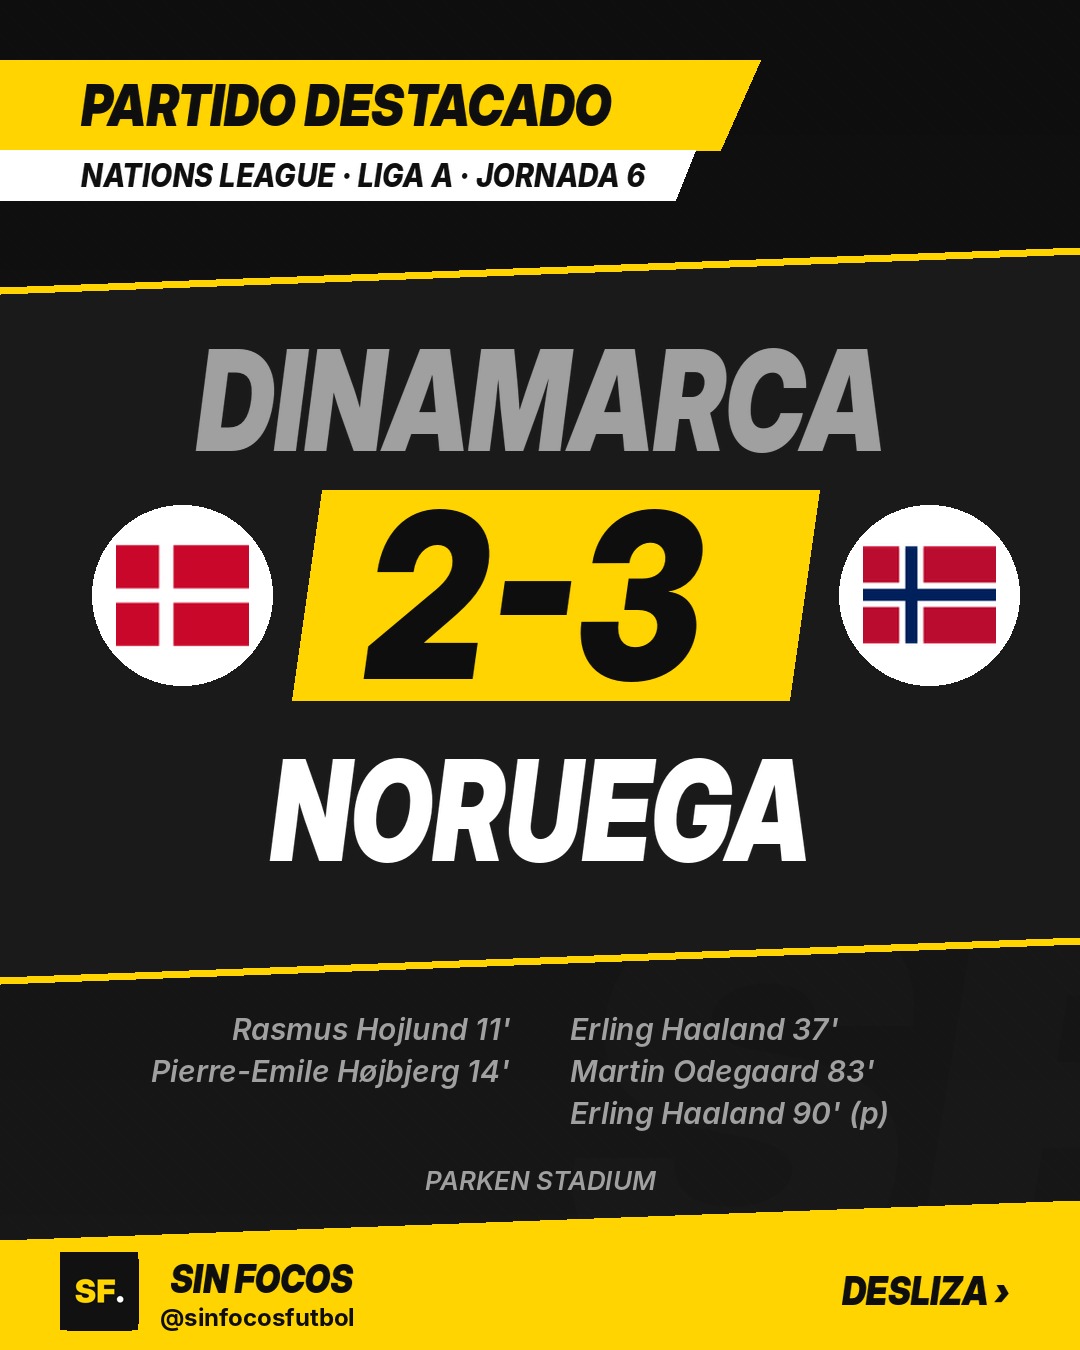 PARTIDO DESTACADO
NATIONS LEAGUE · LIGA A · JORNADA 6
DINAMARCA
2-3
NORUEGA
Rasmus Hojlund 11'
Pierre-Emile Højbjerg 14'
Erling Haaland 37'
Martin Odegaard 83'
Erling Haaland 90' (p)
PARKEN STADIUM
SF.
SIN FOCOS
@sinfocosfutbol
DESLIZA ›